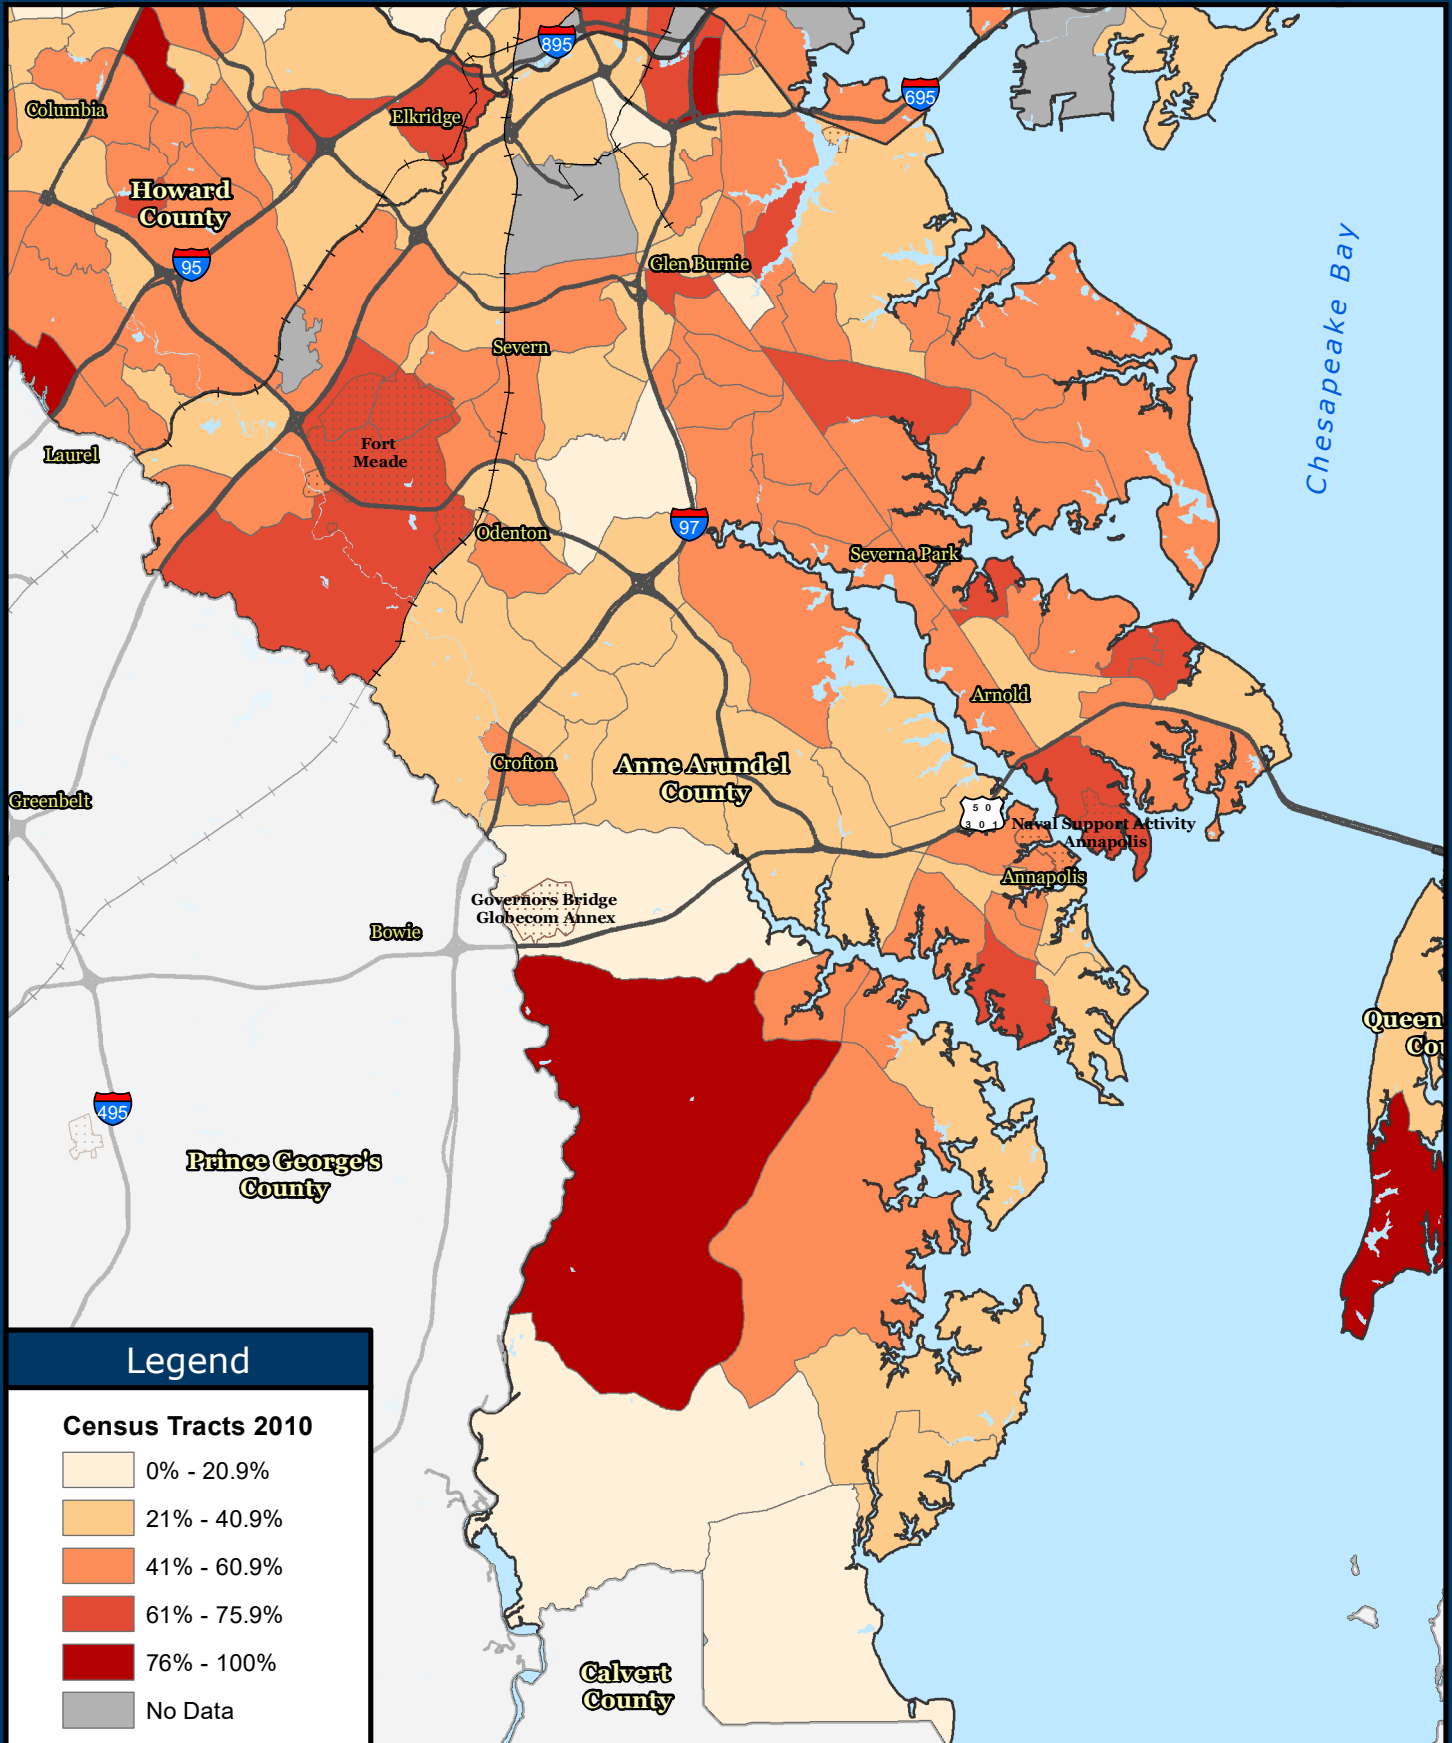 895
695
Columbia
Elkridge
Howard
County
95
Glen Burnie
Chesapeake Bay
Severn
Fort
Meade
Laurel
97
Odenton
Severna Park
Arnold
Crofton
Anne Arundel
County
Greenbelt
50
301
Naval Support Activity
Annapolis
Annapolis
Governors Bridge
Globecom Annex
Bowie
Queen
Cou
495
Prince George's
County
Legend
Census Tracts 2010
0% - 20.9%
21% - 40.9%
41% - 60.9%
61% - 75.9%
76% - 100%
No Data
Calvert
County